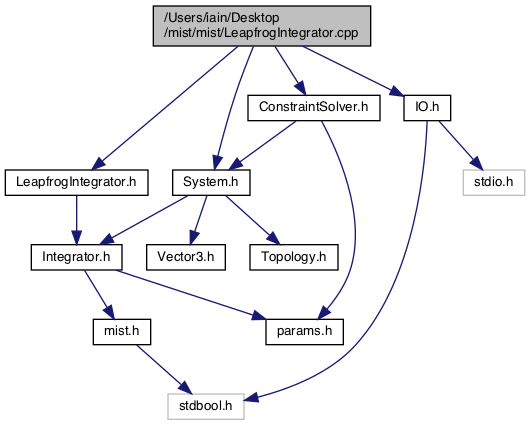 /Users/iain/Desktop
/mist/mist/LeapfrogIntegrator.cpp
ConstraintSolver.h
IO.h
LeapfrogIntegrator.h
System.h
stdio.h
Integrator.h
Vector3.h
Topology.h
mist.h
params.h
stdbool.h